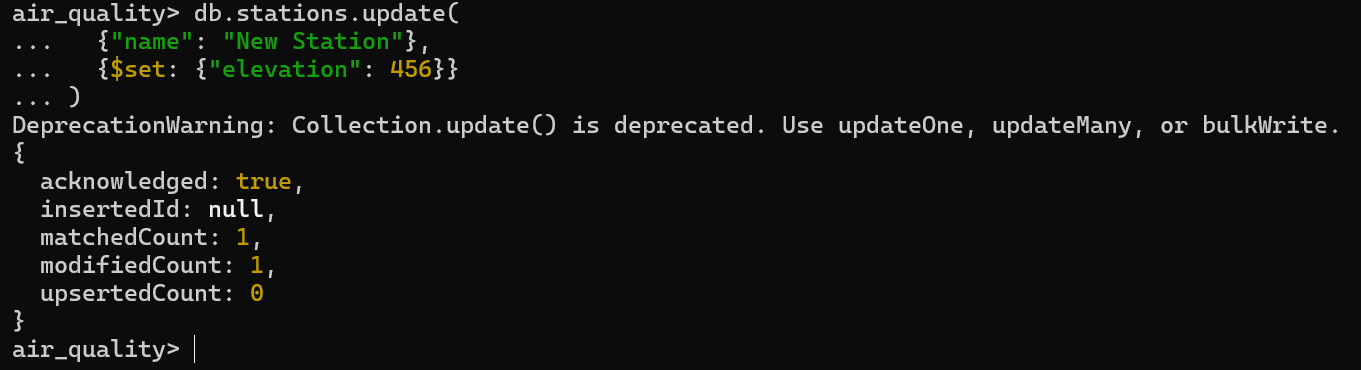 air_quality> db.stations.update(
...   {"name": "New Station"},
...   {$set: {"elevation": 456}}
... )
DeprecationWarning: Collection.update() is deprecated. Use updateOne, updateMany, or bulkWrite.
{
  acknowledged: true,
  insertedId: null,
  matchedCount: 1,
  modifiedCount: 1,
  upsertedCount: 0
}
air_quality>